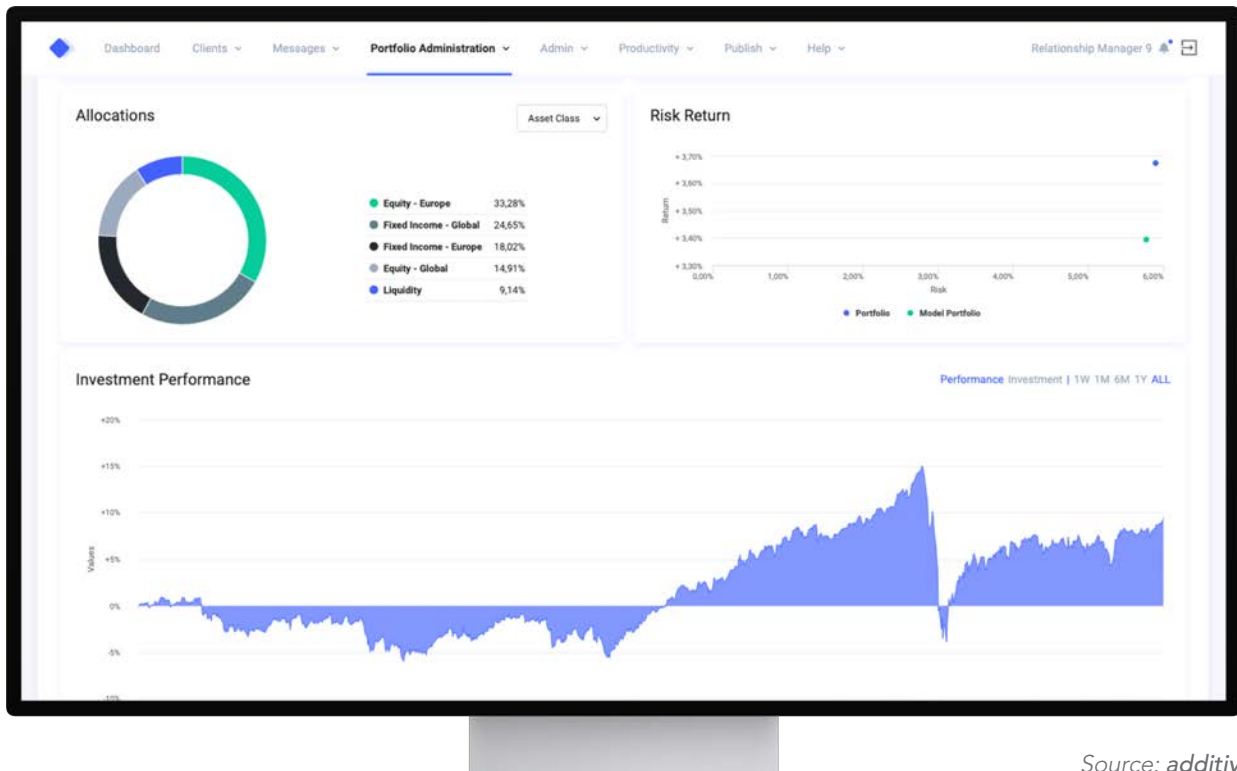 Dashboard Clients Messages Portfolio Administration Admin Productivity Publish Help Relationship Manager 9
Allocations
Asset Class
Equity - Europe 33,28%
Fixed Income - Global 24,65%
Fixed Income - Europe 18,02%
Equity - Global 14,91%
Liquidity 9,14%
Risk Return
+ 3,70%
+ 3,60%
+ 3,50%
+ 3,40%
+ 3,30%
Return
0,00% 1,00% 2,00% 3,00% 4,00% 5,00% 6,00%
Risk
Portfolio Model Portfolio
Investment Performance
Performance Investment | 1W 1M 6M 1Y ALL
+20%
+15%
+10%
+5%
0%
-5%
-10%
Values
Source: additiv